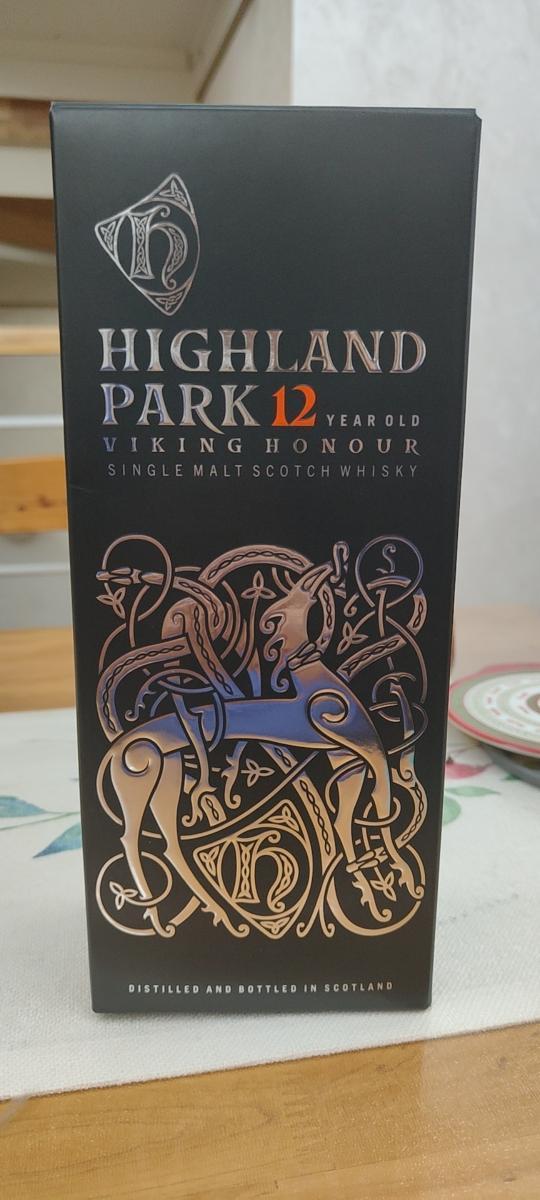 H
HIGHLAND
PARK 12 YEAR OLD
VIKING HONOUR
SINGLE MALT SCOTCH WHISKY
H
DISTILLED AND BOTTLED IN SCOTLAND